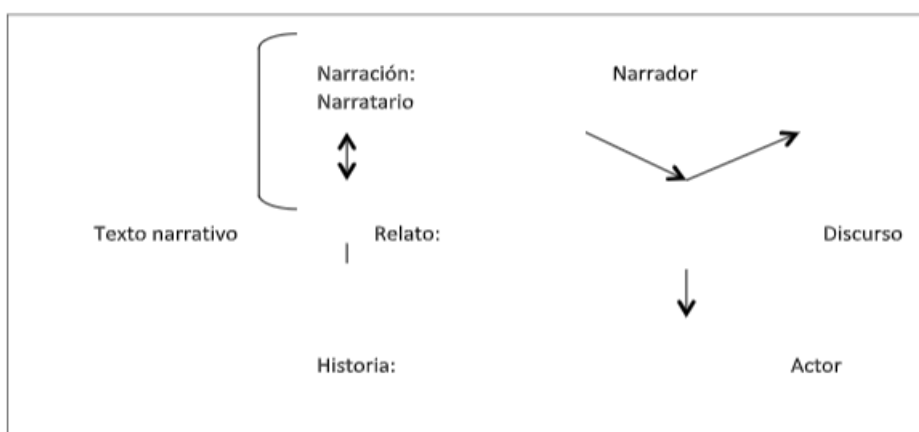 Narración: Narrador
Narratario
Texto narrativo Relato: Discurso
Historia: Actor